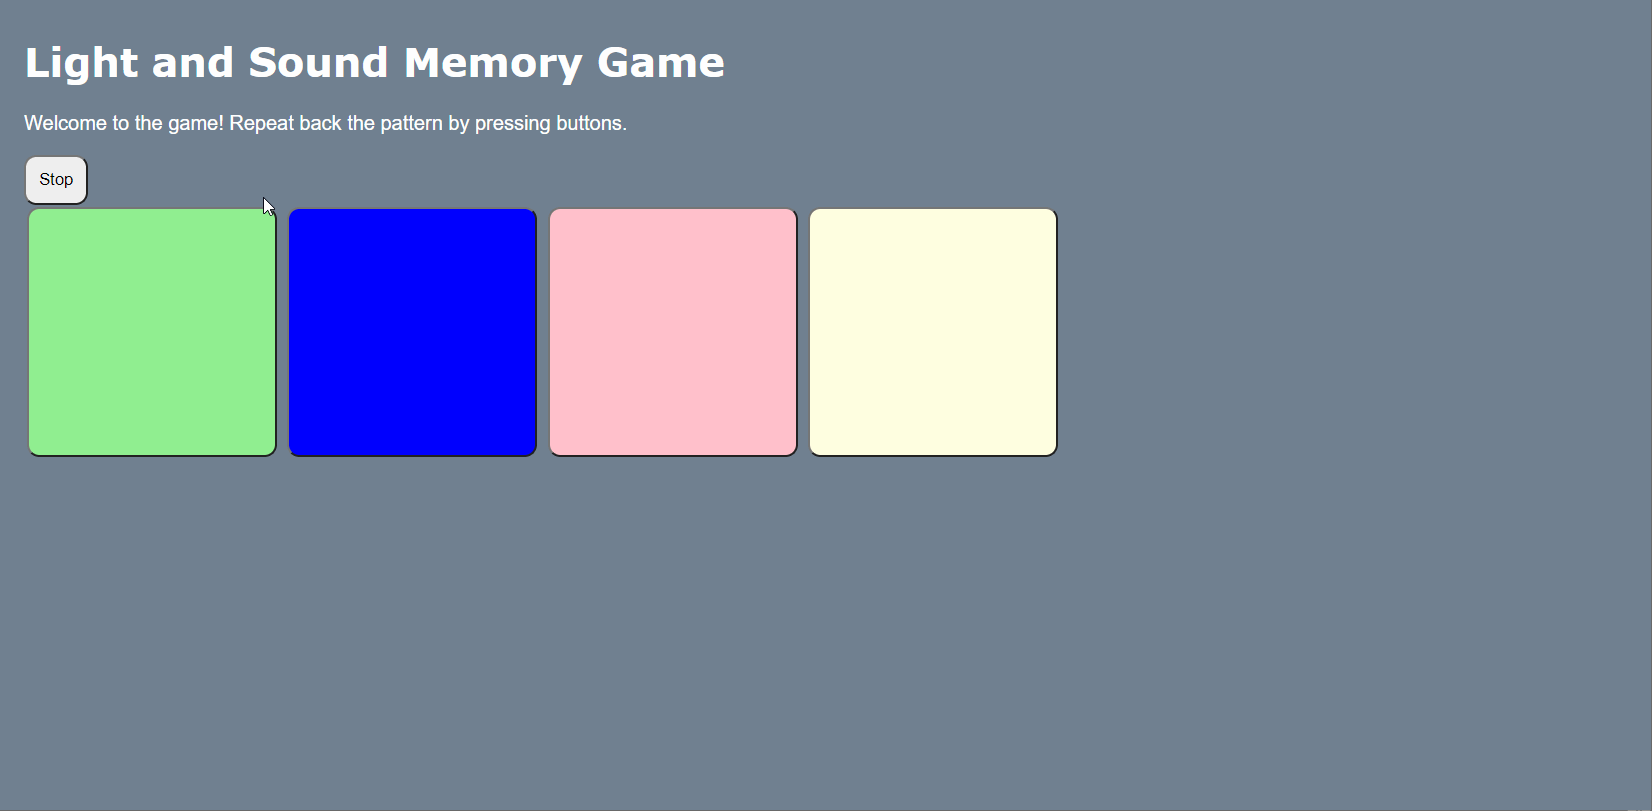 Light and Sound Memory Game
Welcome to the game! Repeat back the pattern by pressing buttons.
Stop